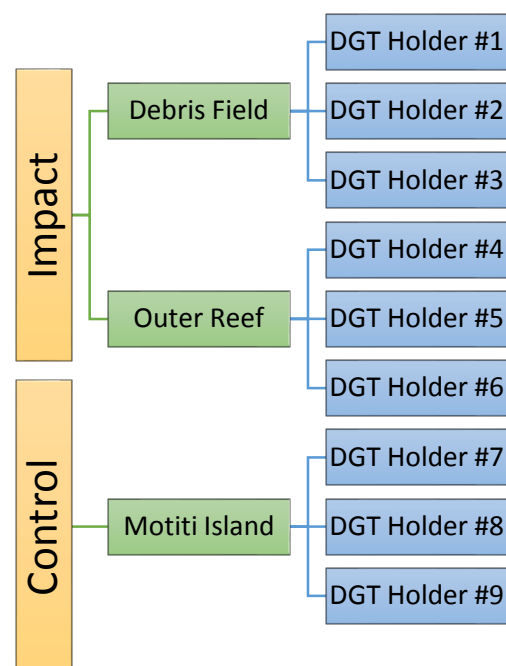 Impact
Debris Field
DGT Holder #1
DGT Holder #2
DGT Holder #3
Outer Reef
DGT Holder #4
DGT Holder #5
DGT Holder #6
Control
Motiti Island
DGT Holder #7
DGT Holder #8
DGT Holder #9